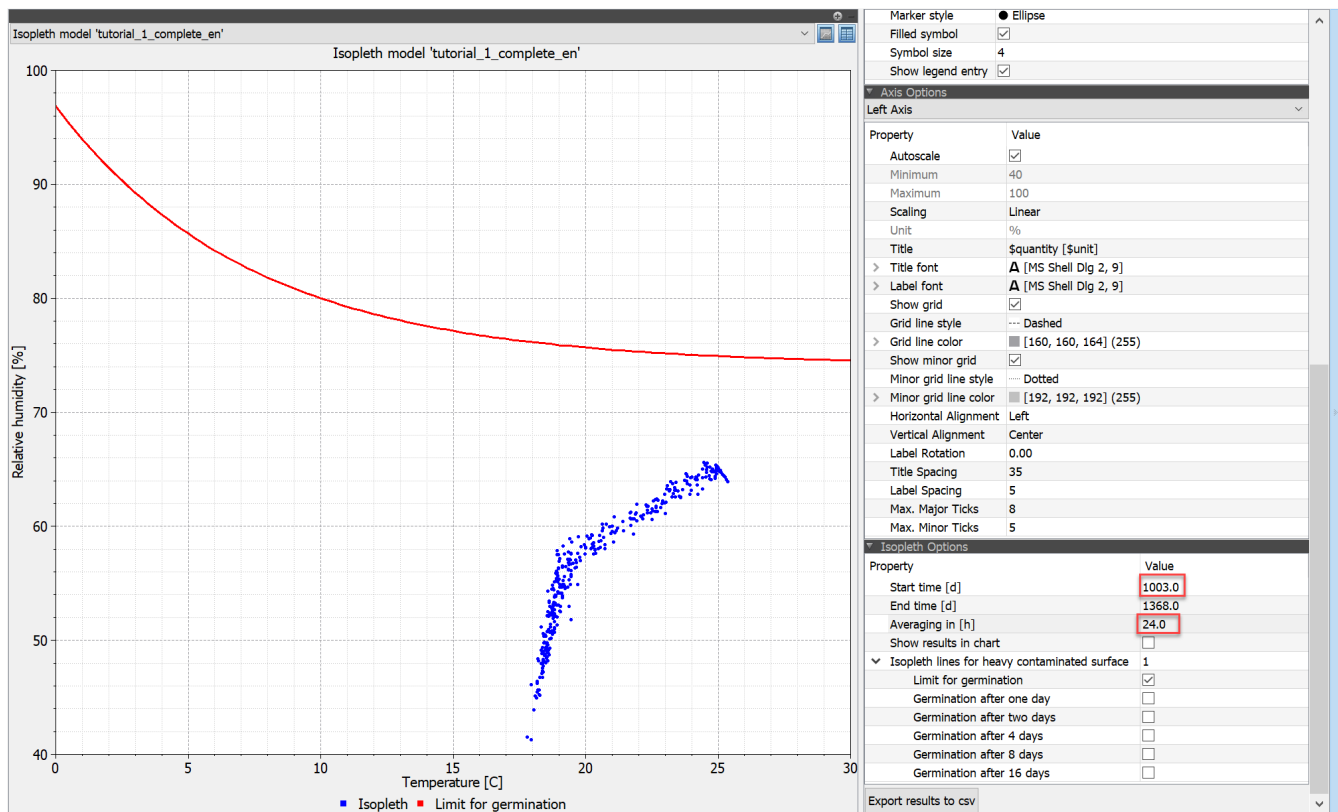 Isopleth model 'tutorial_1_complete_en'
Isopleth model 'tutorial_1_complete_en'
100
90
80
70
60
50
40
Relative humidity [%]
0 5 10 15 20 25 30
Temperature [C]
Isopleth Limit for germination
Marker style Ellipse
Filled symbol
Symbol size 4
Show legend entry
Axis Options
Left Axis
Property Value
Autoscale
Minimum 40
Maximum 100
Scaling Linear
Unit %
Title $quantity [$unit]
Title font A [MS Shell Dlg 2, 9]
Label font A [MS Shell Dlg 2, 9]
Show grid
Grid line style Dashed
Grid line color [160, 160, 164] (255)
Show minor grid
Minor grid line style Dotted
Minor grid line color [192, 192, 192] (255)
Horizontal Alignment Left
Vertical Alignment Center
Label Rotation 0.00
Title Spacing 35
Label Spacing 5
Max. Major Ticks 8
Max. Minor Ticks 5
Isopleth Options
Property Value
Start time [d] 1003.0
End time [d] 1368.0
Averaging in [h] 24.0
Show results in chart
Isopleth lines for heavy contaminated surface 1
Limit for germination
Germination after one day
Germination after two days
Germination after 4 days
Germination after 8 days
Germination after 16 days
Export results to csv